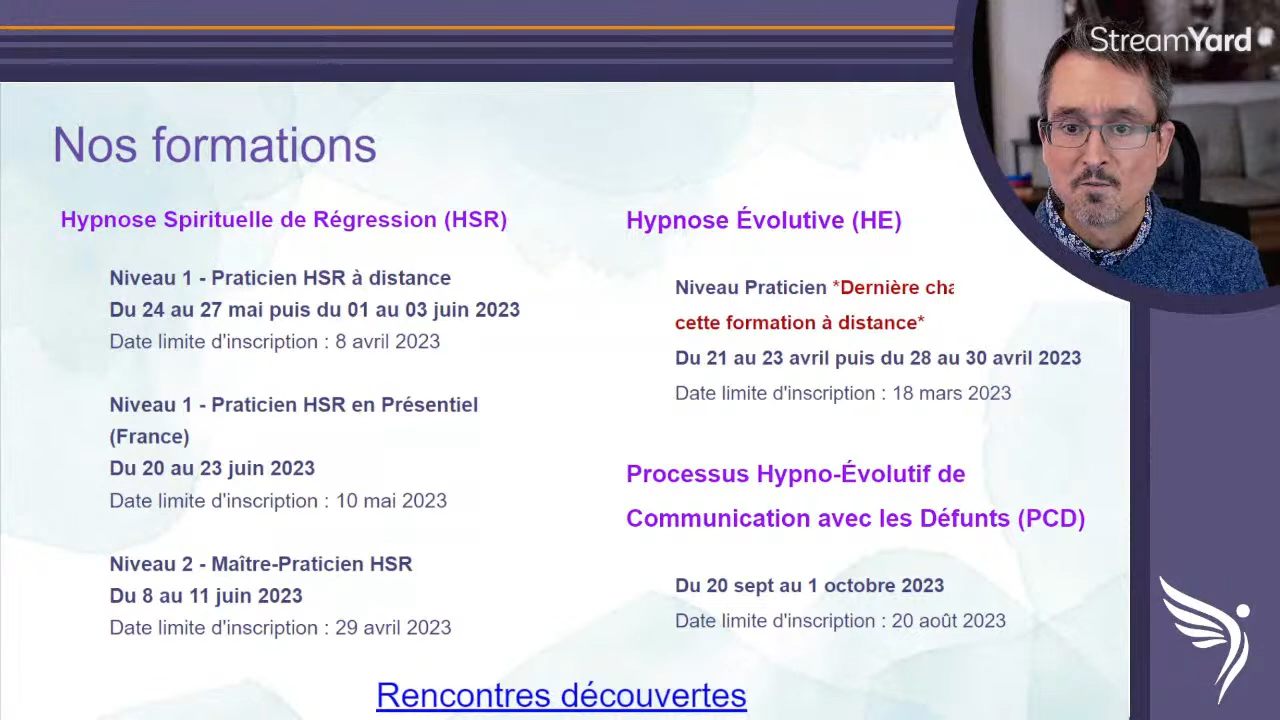 StreamYard
Nos formations
Hypnose Spirituelle de Régression (HSR)
Niveau 1 - Praticien HSR à distance
Du 24 au 27 mai puis du 01 au 03 juin 2023
Date limite d'inscription : 8 avril 2023
Niveau 1 - Praticien HSR en Présentiel
(France)
Du 20 au 23 juin 2023
Date limite d'inscription : 10 mai 2023
Niveau 2 - Maître-Praticien HSR
Du 8 au 11 juin 2023
Date limite d'inscription : 29 avril 2023
Hypnose Évolutive (HE)
Niveau Praticien *Dernière
cette formation à distance*
Du 21 au 23 avril puis du 28 au 30 avril 2023
Date limite d'inscription : 18 mars 2023
Processus Hypno-Évolutif de
Communication avec les Défunts (PCD)
Du 20 sept au 1 octobre 2023
Date limite d'inscription : 20 août 2023
Rencontres découvertes